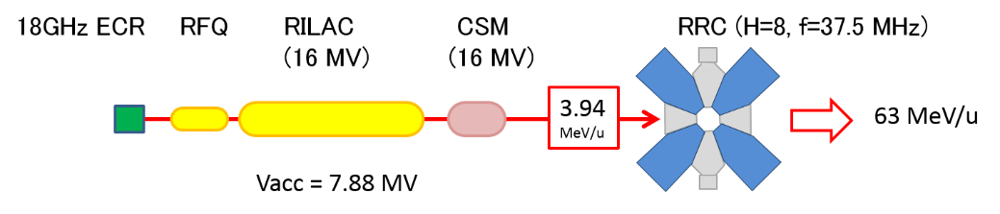 18GHz ECR RFQ RILAC CSM RRC (H=8, f=37.5 MHz)
(16 MV) (16 MV)
3.94
MeV/u
63 MeV/u
Vacc = 7.88 MV